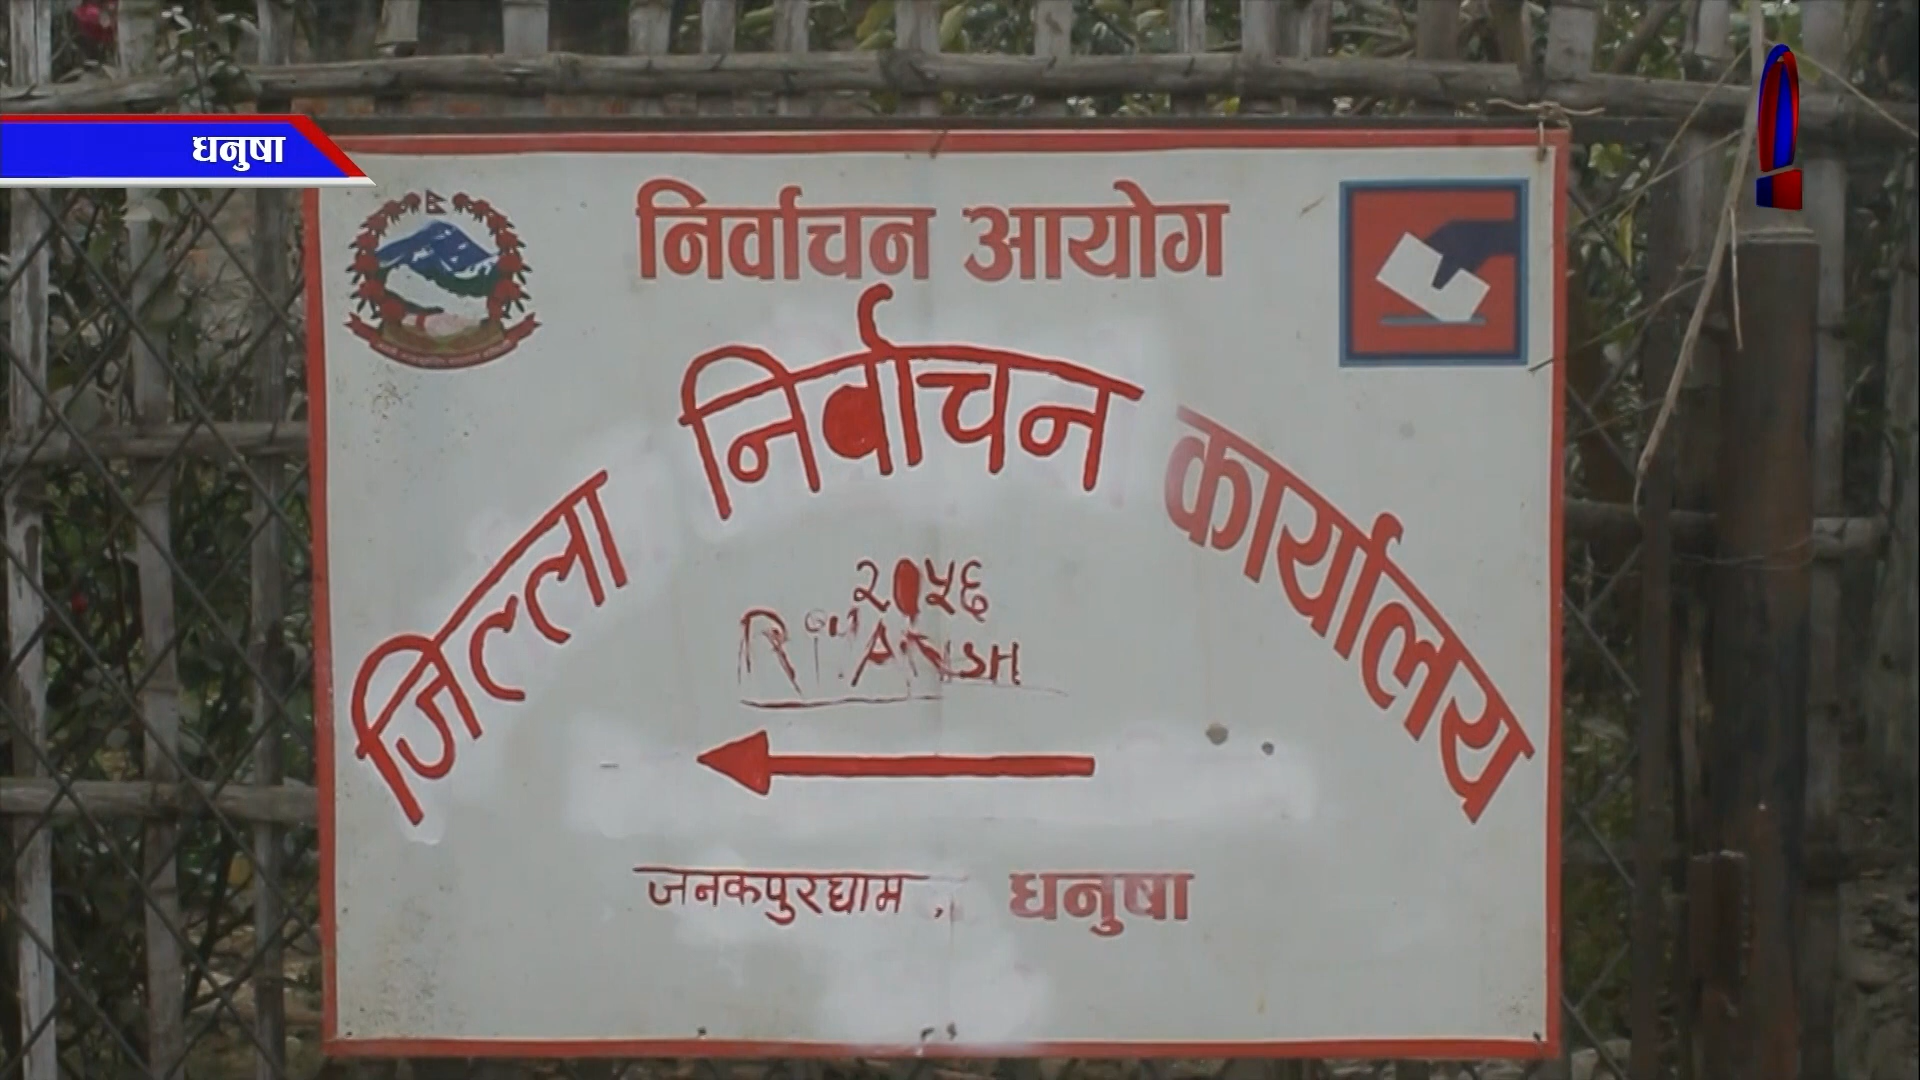 धनुषा
निर्वाचन आयोग
जिल्ला निर्वाचन कार्यालय
२०५६
जनकपुरधाम, धनुषा